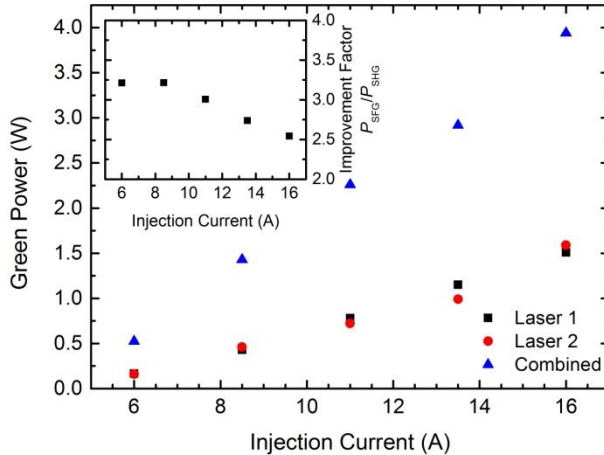 4.0
3.5
3.0
2.5
2.0
1.5
1.0
0.5
0.0
Green Power (W)
6 8 10 12 14 16
Injection Current (A)
4.0
3.5
3.0
2.5
2.0
Improvement Factor
P_SFG/P_SHG
6 8 10 12 14 16
Injection Current (A)
Laser 1
Laser 2
Combined